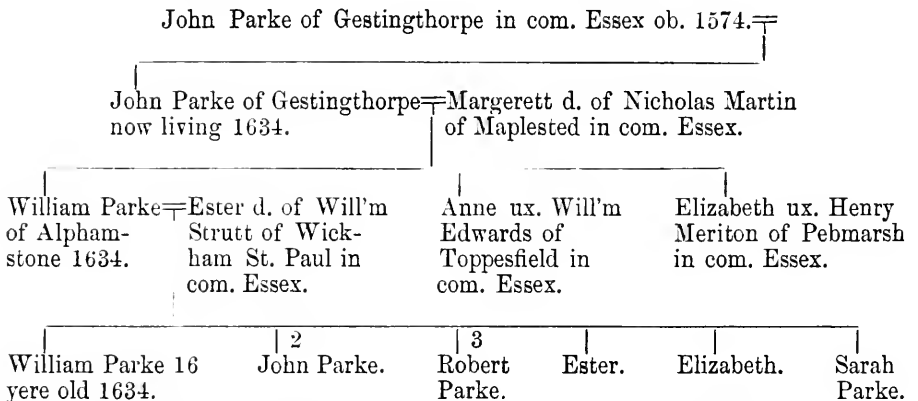 John Parke of Gestingthorpe in com. Essex ob. 1574.
John Parke of Gestingthorpe
now living 1634.
Margerett d. of Nicholas Martin
of Maplested in com. Essex.
William Parke
of Alpham-
stone 1634.
Ester d. of Will'm
Strutt of Wick-
ham St. Paul in
com. Essex.
Anne ux. Will'm
Edwards of
Toppesfield in
com. Essex.
Elizabeth ux. Henry
Meriton of Pebmarsh
in com. Essex.
William Parke 16
yere old 1634.
2
John Parke.
3
Robert
Parke.
Ester.
Elizabeth.
Sarah
Parke.